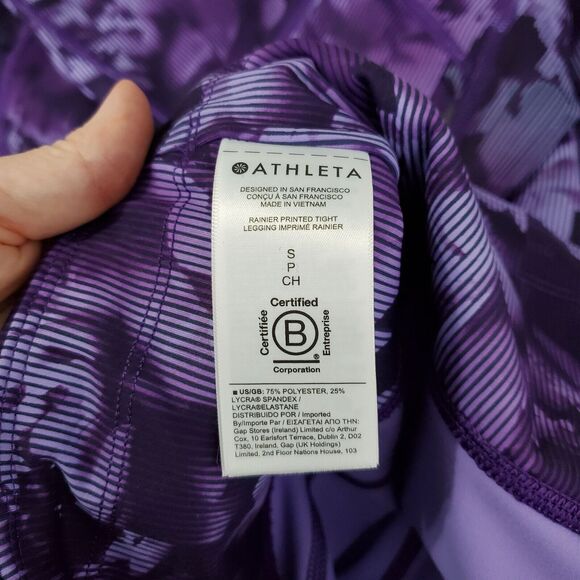 ATHLETA
DESIGNED IN SAN FRANCISCO
CONÇU À SAN FRANCISCO
MADE IN VIETNAM
RAINIER PRINTED TIGHT
LEGGING IMPRIMÉ RAINIER
S
P
CH
Certified
Certifiée
B
®
Entreprise
Corporation
■ US/GB: 75% POLYESTER, 25%
LYCRA® SPANDEX /
LYCRA®ELASTANE
DISTRIBUIDO POR / Imported
By/Importe Par / ΕΙΣΑΓΕΤΑΙ ΑΠΟ ΤΗΝ:
Gap Stores (Ireland) Limited c/o Arthur
Cox, 10 Earlsfort Terrace, Dublin 2, D02
T380, Ireland, Gap (UK Holdings)
Limited, 2nd Floor Nations House, 103